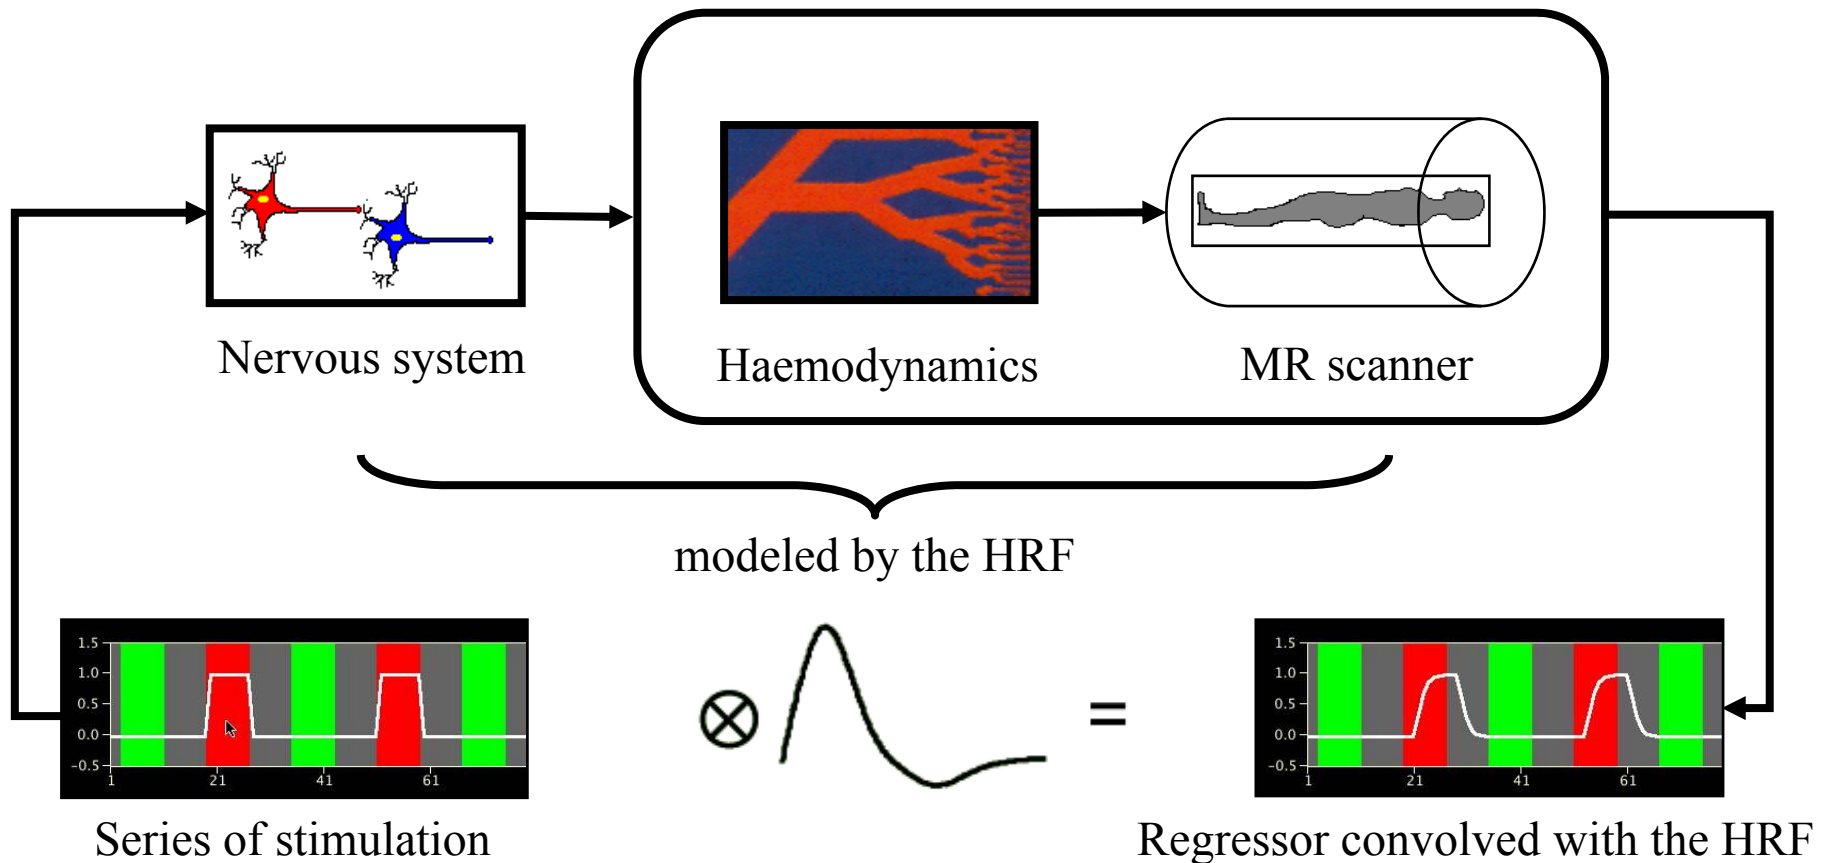 Nervous system
Haemodynamics
MR scanner
modeled by the HRF
1.5
1.0
0.5
0.0
-0.5
1 21 41 61
=
1.5
1.0
0.5
0.0
-0.5
1 21 41 61
Series of stimulation
Regressor convolved with the HRF